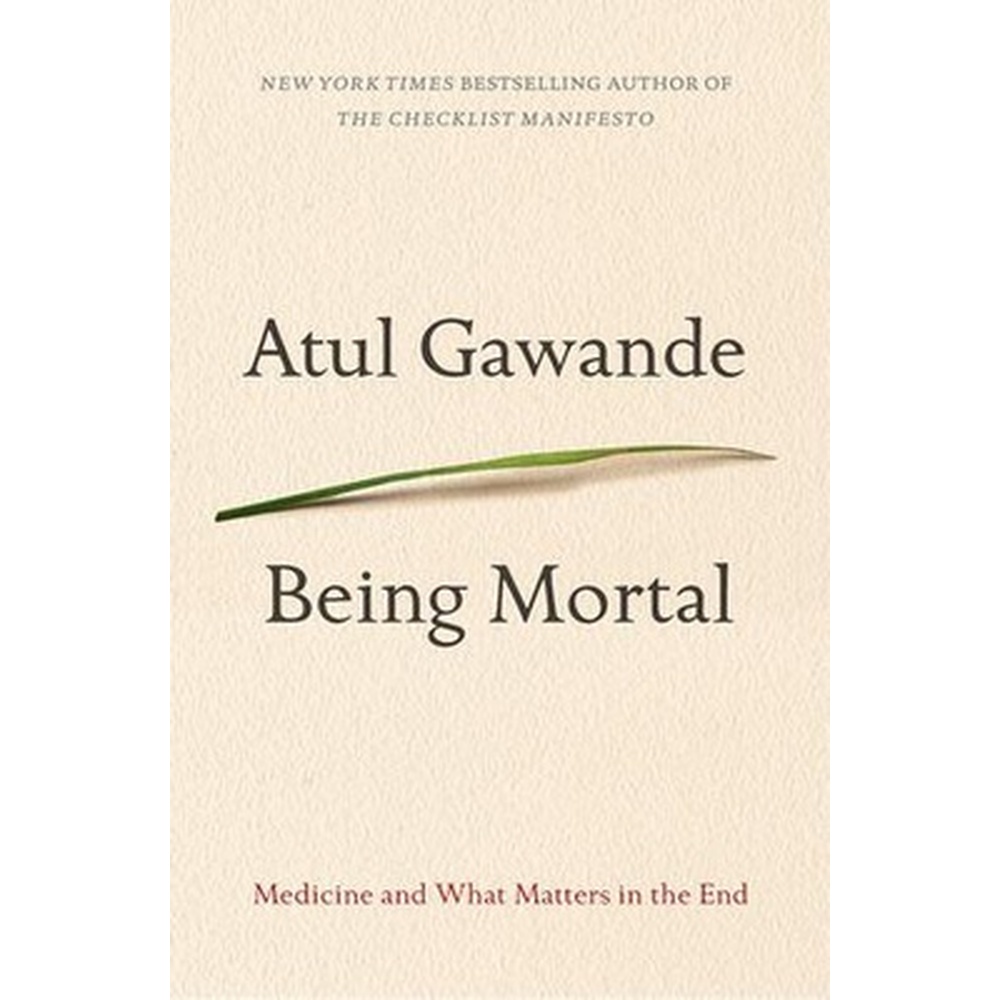 NEW YORK TIMES BESTSELLING AUTHOR OF
THE CHECKLIST MANIFESTO
Atul Gawande
Being Mortal
Medicine and What Matters in the End